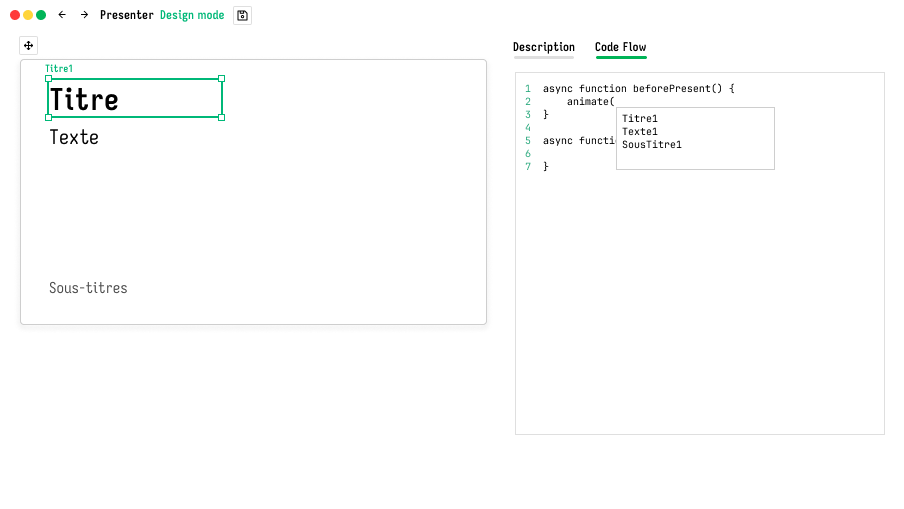 Presenter Design mode
Titre1
Titre
Texte
Sous-titres
Description Code Flow
1 async function beforePresent() {
2 animate(
3 }
4
5 async
6
7 }
Titre1
Texte1
SousTitre1